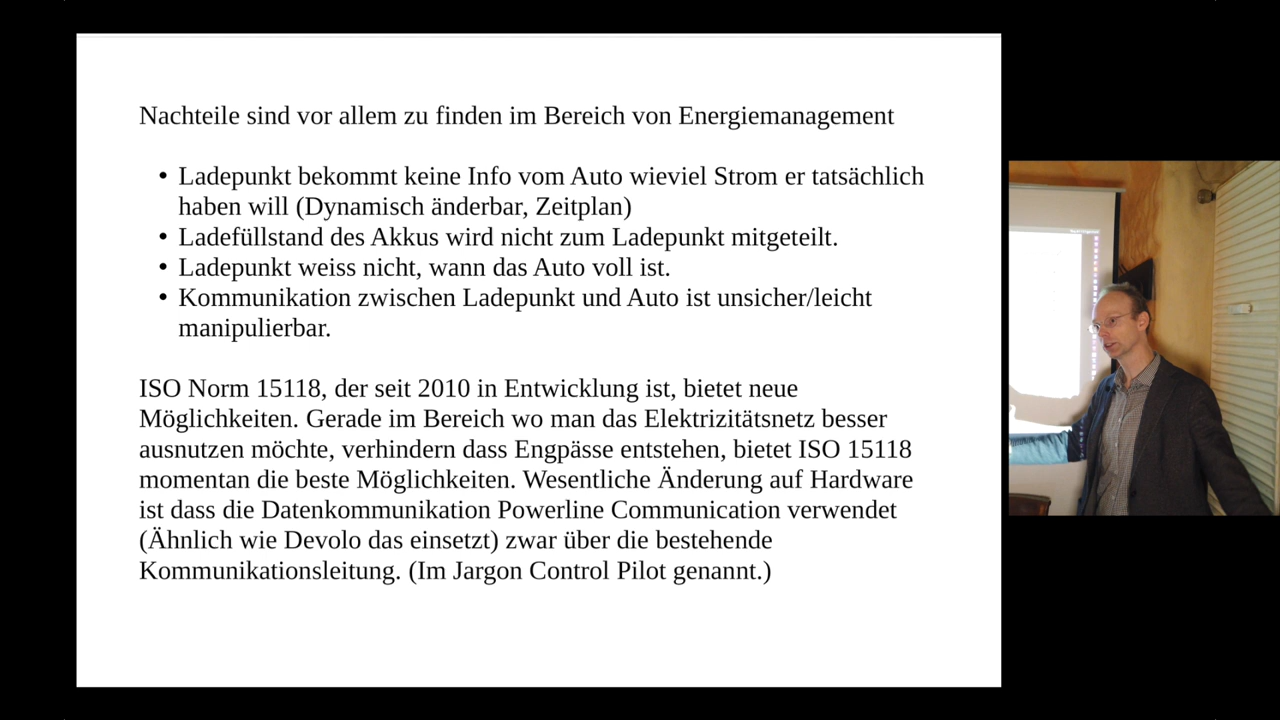 Nachteile sind vor allem zu finden im Bereich von Energiemanagement
• Ladepunkt bekommt keine Info vom Auto wieviel Strom er tatsächlich
haben will (Dynamisch änderbar, Zeitplan)
• Ladefüllstand des Akkus wird nicht zum Ladepunkt mitgeteilt.
• Ladepunkt weiss nicht, wann das Auto voll ist.
• Kommunikation zwischen Ladepunkt und Auto ist unsicher/leicht
manipulierbar.
ISO Norm 15118, der seit 2010 in Entwicklung ist, bietet neue
Möglichkeiten. Gerade im Bereich wo man das Elektrizitätsnetz besser
ausnutzen möchte, verhindern dass Engpässe entstehen, bietet ISO 15118
momentan die beste Möglichkeiten. Wesentliche Änderung auf Hardware
ist dass die Datenkommunikation Powerline Communication verwendet
(Ähnlich wie Devolo das einsetzt) zwar über die bestehende
Kommunikationsleitung. (Im Jargon Control Pilot genannt.)